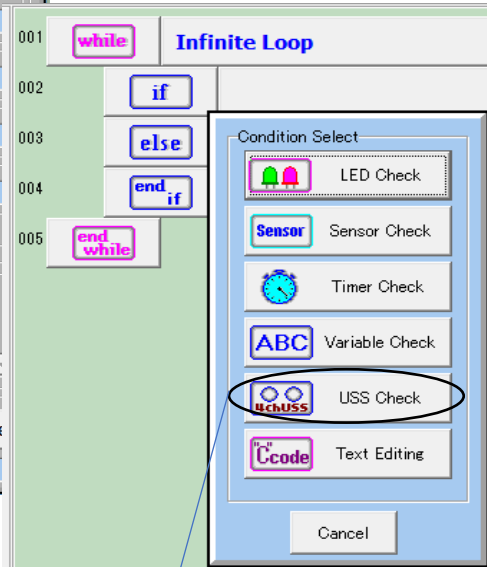 001 while Infinite Loop
002 if
003 else
004 end if
005 end while
Condition Select
LED Check
Sensor Sensor Check
Timer Check
ABC Variable Check
4chUSS USS Check
"C"code Text Editing
Cancel